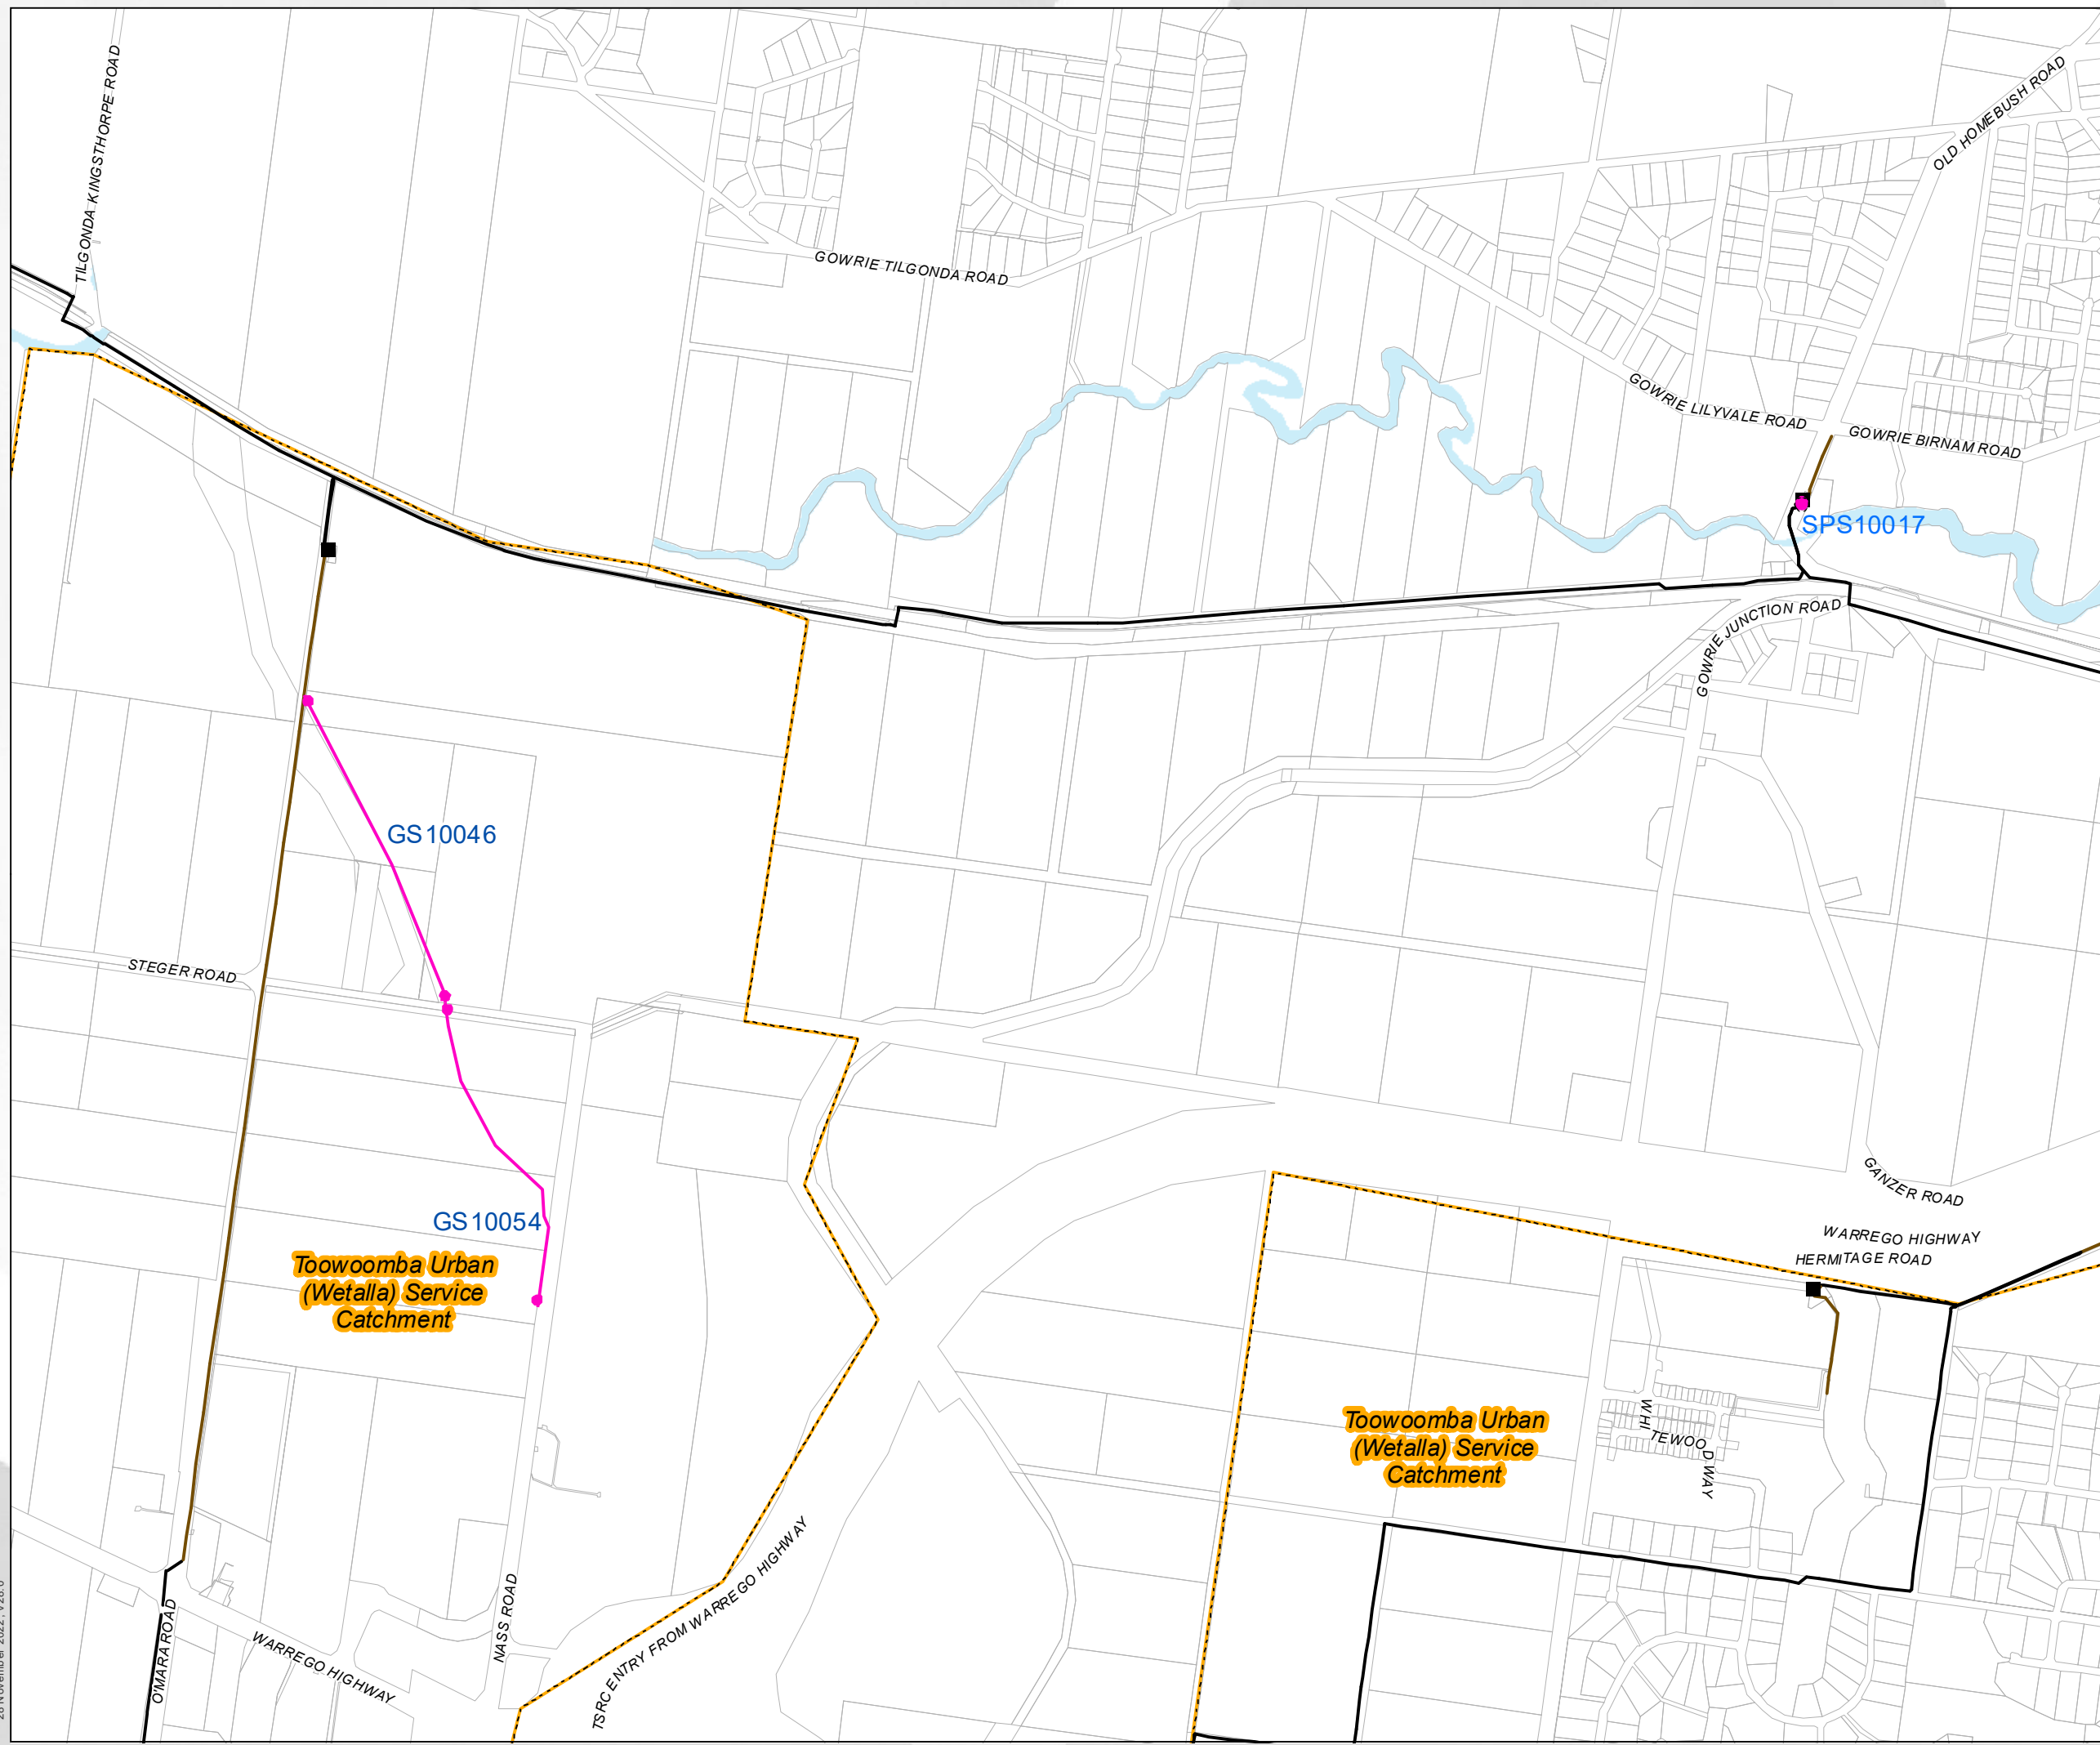 TILGONDA KINGSTHORPE ROAD
OLD HOMEBUSH ROAD
GOWRIE TILGONDA ROAD
GOWRIE LILYVALE ROAD
GOWRIE BIRNAM ROAD
SPS10017
GOWRIE JUNCTION ROAD
GS10046
STEGER ROAD
GANZER ROAD
GS10054
WARREGO HIGHWAY
HERMITAGE ROAD
Toowoomba Urban
(Wetalla) Service
Catchment
Toowoomba Urban
(Wetalla) Service
Catchment
WHITEWOOD WAY
TSRC ENTRY FROM WARREGO HIGHWAY
NASS ROAD
O'MARA ROAD
WARREGO HIGHWAY